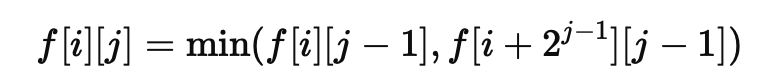 f[i][j] = min(f[i][j − 1], f[i + 2^{j−1}][j − 1])